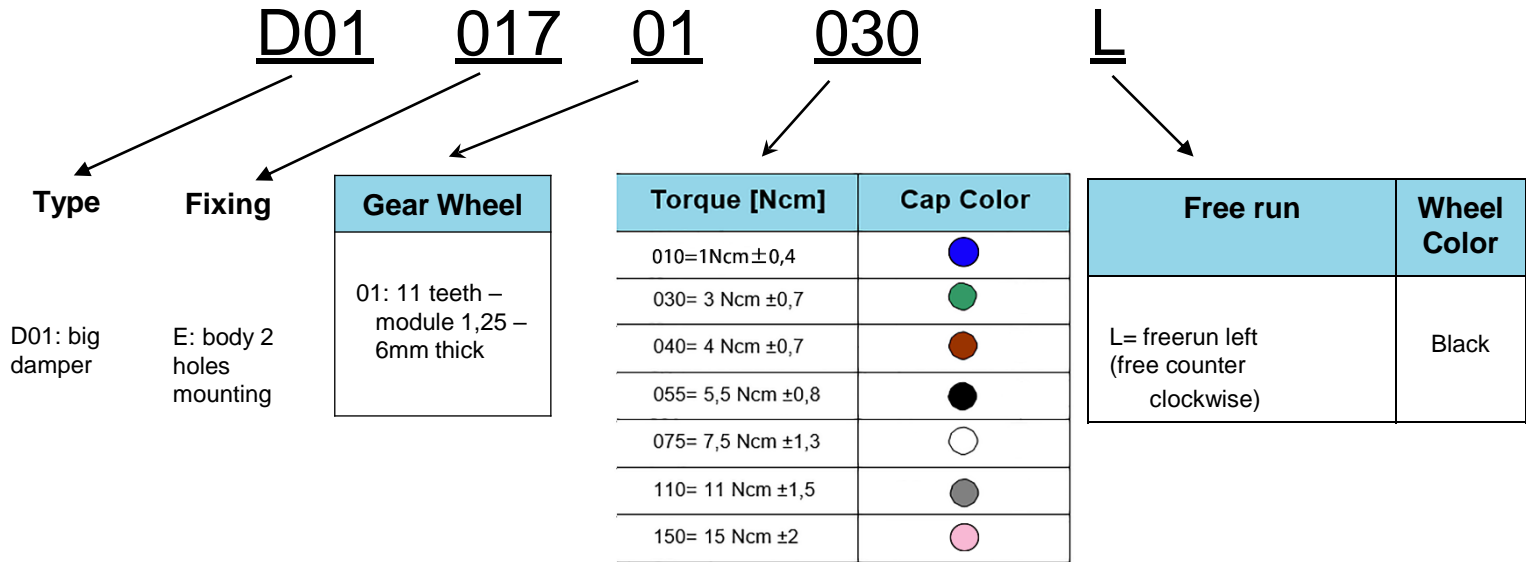 D01 017 01 030 L
Type
Fixing
D01: big
damper
E: body 2
holes
mounting
Gear Wheel
01: 11 teeth –
module 1,25 –
6mm thick
Torque [Ncm] Cap Color
010=1Ncm±0,4
030= 3 Ncm ±0,7
040= 4 Ncm ±0,7
055= 5,5 Ncm ±0,8
075= 7,5 Ncm ±1,3
110= 11 Ncm ±1,5
150= 15 Ncm ±2
Free run
Wheel
Color
L= freerun left
(free counter
clockwise)
Black